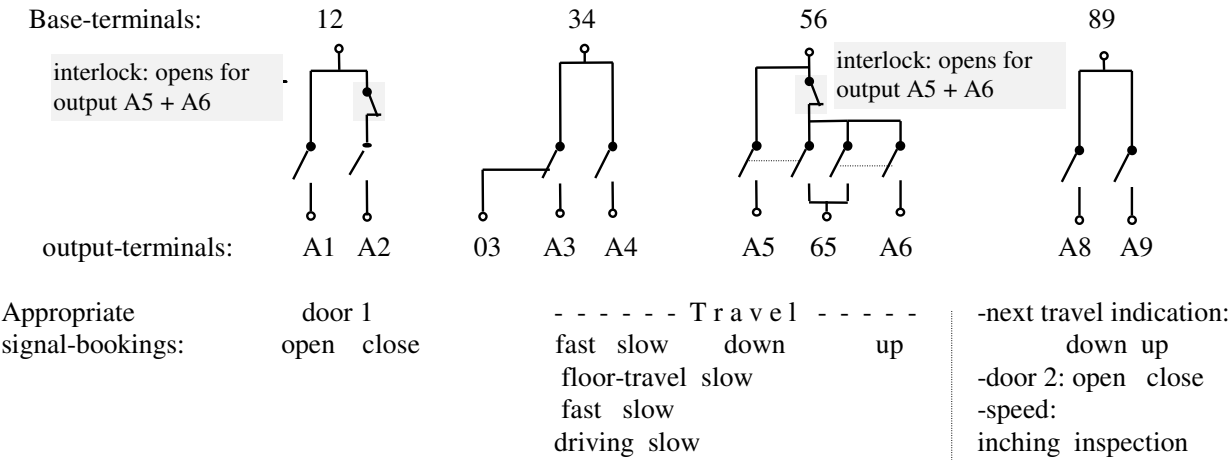 Base-terminals: 12 34 56 89
interlock: opens for
output A5 + A6
interlock: opens for
output A5 + A6
output-terminals: A1 A2 03 A3 A4 A5 65 A6 A8 A9
Appropriate door 1 - - - - - - T r a v e l - - - - - -next travel indication:
signal-bookings: open close fast slow down up down up
floor-travel slow -door 2: open close
fast slow -speed:
driving slow inching inspection